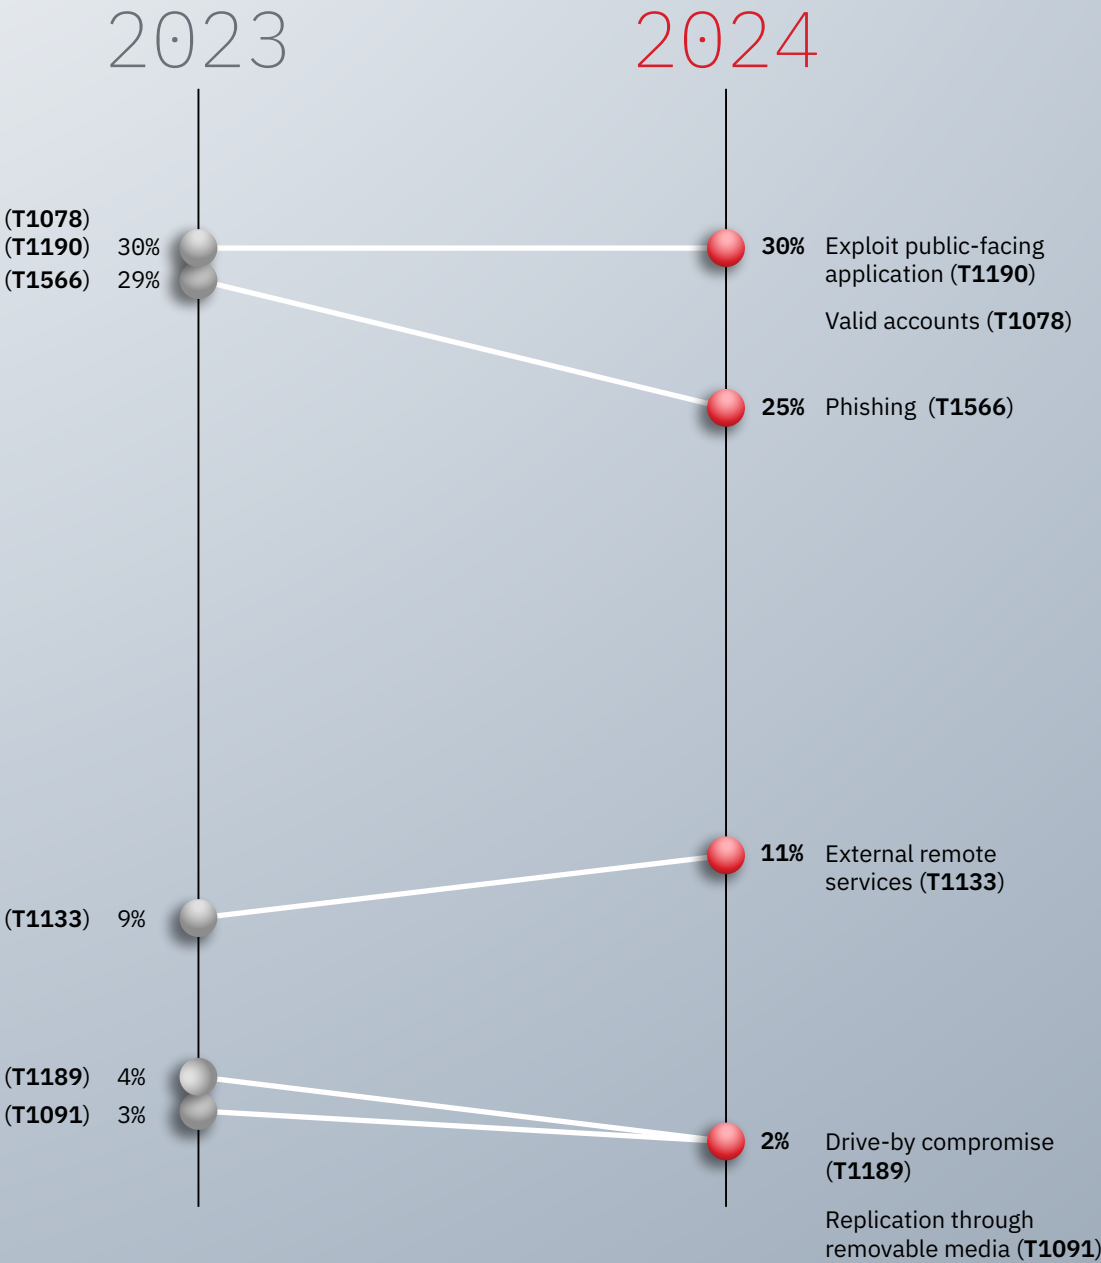 2023 2024
(T1078)
(T1190) 30%
(T1566) 29%
30% Exploit public-facing
application (T1190)
Valid accounts (T1078)
25% Phishing (T1566)
(T1133) 9%
11% External remote
services (T1133)
(T1189) 4%
(T1091) 3%
2% Drive-by compromise
(T1189)
Replication through
removable media (T1091)